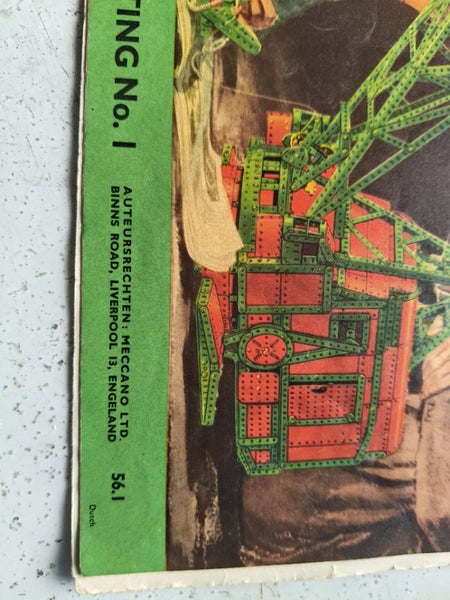 TING No. 1
AUTEURSRECHTEN: MECCANO LTD.
BINNS ROAD, LIVERPOOL 13, ENGELAND
56.1
Dutch